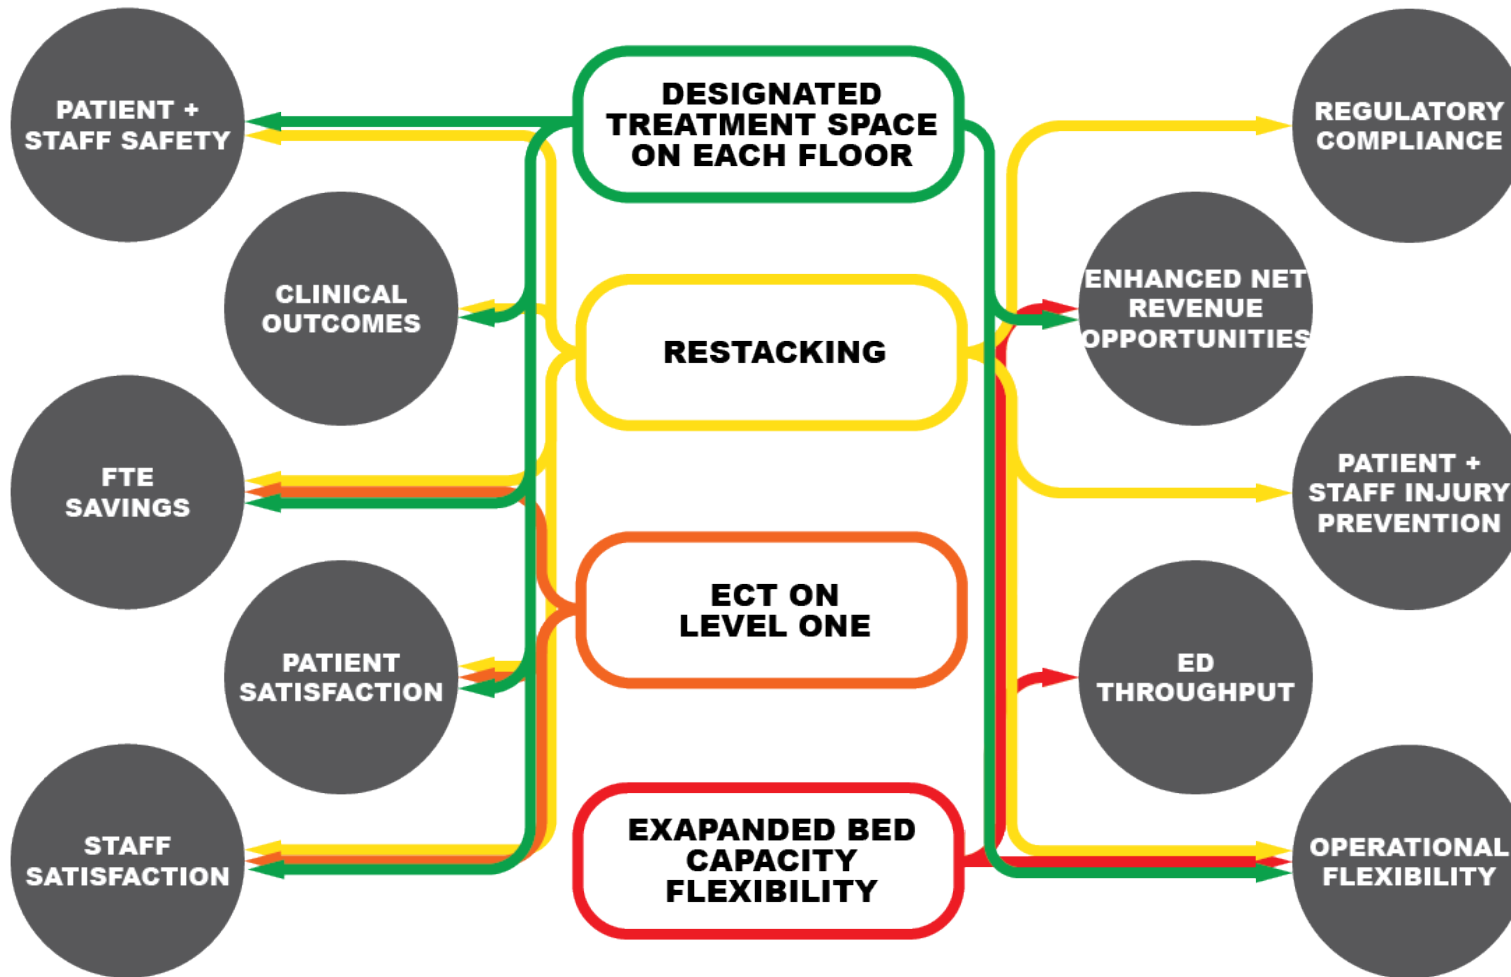 PATIENT +
STAFF SAFETY
DESIGNATED
TREATMENT SPACE
ON EACH FLOOR
REGULATORY
COMPLIANCE
CLINICAL
OUTCOMES
ENHANCED NET
REVENUE
OPPORTUNITIES
RESTACKING
FTE
SAVINGS
PATIENT +
STAFF INJURY
PREVENTION
ECT ON
LEVEL ONE
PATIENT
SATISFACTION
ED
THROUGHPUT
STAFF
SATISFACTION
EXAPANDED BED
CAPACITY
FLEXIBILITY
OPERATIONAL
FLEXIBILITY